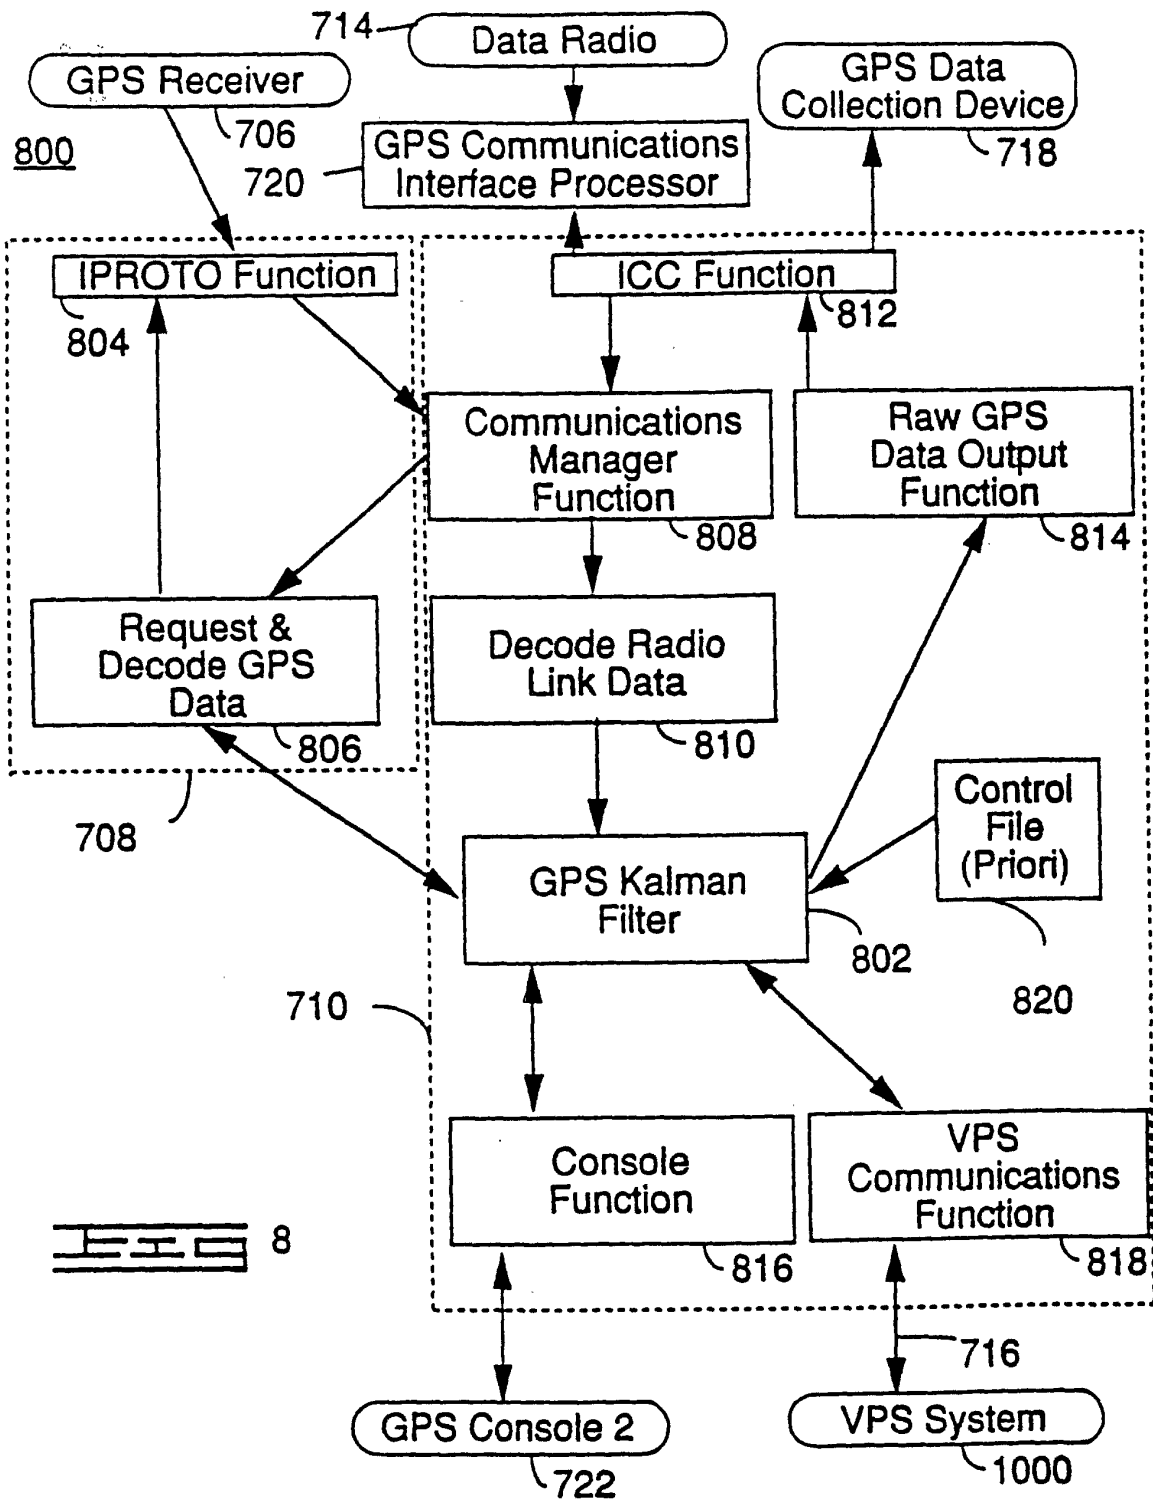 714
Data Radio
GPS Receiver
706
800
GPS Data
Collection Device
718
720
GPS Communications
Interface Processor
IPROTO Function
804
ICC Function
812
Communications
Manager
Function
808
Raw GPS
Data Output
Function
814
Request &
Decode GPS
Data
806
708
Decode Radio
Link Data
810
Control
File
(Priori)
820
GPS Kalman
Filter
802
710
Console
Function
816
VPS
Communications
Function
818
8
716
GPS Console 2
722
VPS System
1000